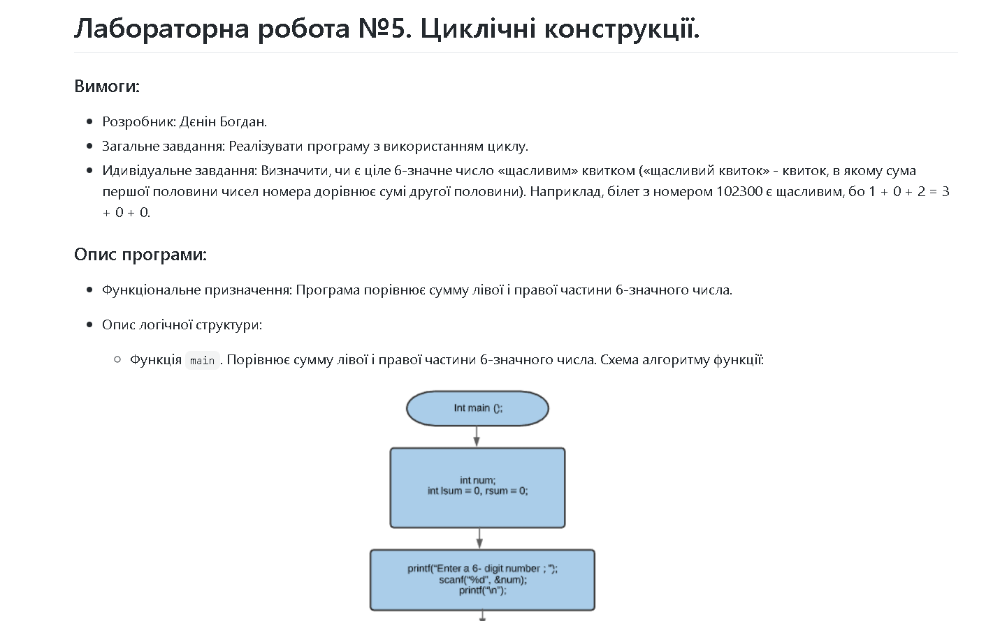 Лабораторна робота №5. Циклічні конструкції.
Вимоги:
Розробник: Дєнін Богдан.
Загальне завдання: Реалізувати програму з використанням циклу.
Идивідуальне завдання: Визначити, чи є ціле 6-значне число «щасливим» квитком («щасливий квиток» - квиток, в якому сума
першої половини чисел номера дорівнює сумі другої половини). Наприклад, білет з номером 102300 є щасливим, бо 1 + 0 + 2 = 3
+ 0 + 0.
Опис програми:
Функціональне призначення: Програма порівнює сумму лівої і правої частини 6-значного числа.
Опис логічної структури:
Функція main. Порівнює сумму лівої і правої частини 6-значного числа. Схема алгоритму функції:
Int main ();
int num;
int lsum = 0, rsum = 0;
printf(“Enter a 6- digit number ; ”);
scanf(“%d”, &num);
printf(“\n”);